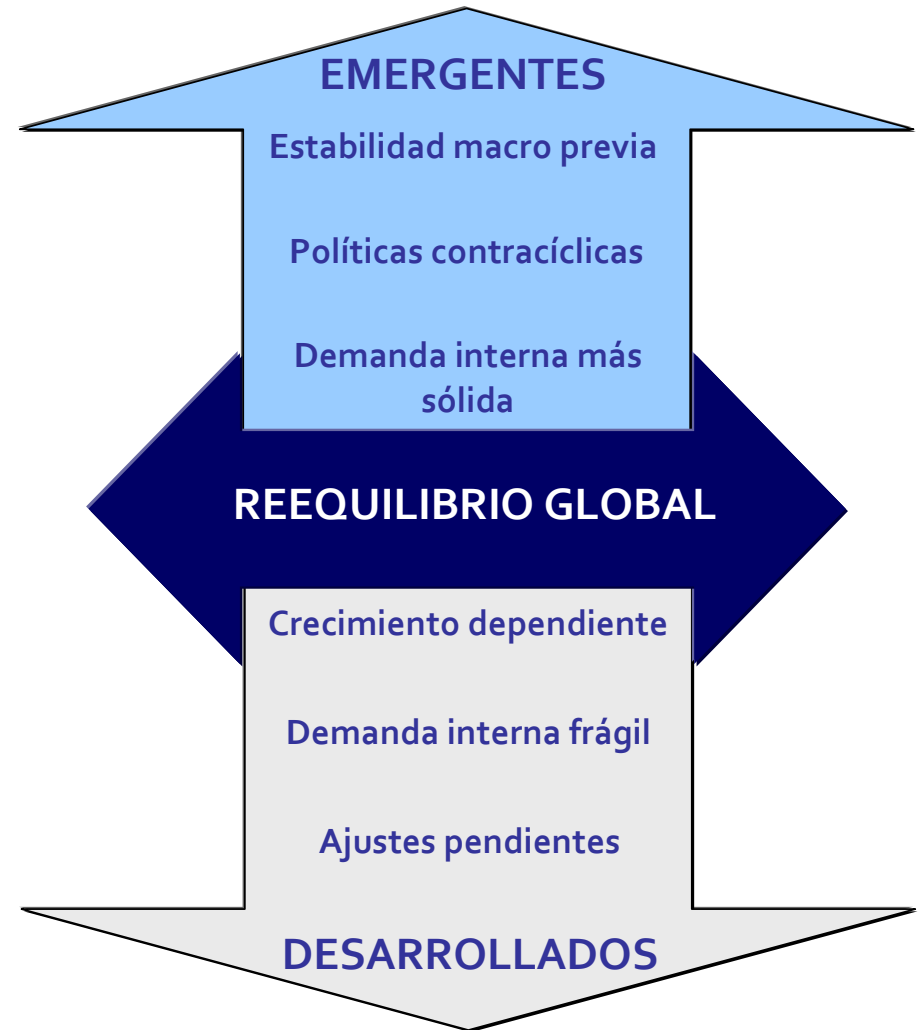 EMERGENTES
Estabilidad macro previa
Políticas contracíclicas
Demanda interna más
sólida
REEQUILIBRIO GLOBAL
Crecimiento dependiente
Demanda interna frágil
Ajustes pendientes
DESARROLLADOS